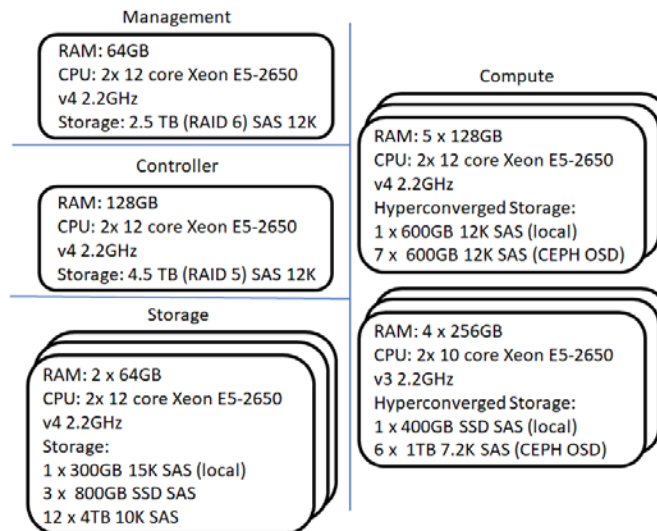 Management
RAM: 64GB
CPU: 2x 12 core Xeon E5-2650
v4 2.2GHz
Storage: 2.5 TB (RAID 6) SAS 12K
Controller
RAM: 128GB
CPU: 2x 12 core Xeon E5-2650
v4 2.2GHz
Storage: 4.5 TB (RAID 5) SAS 12K
Storage
RAM: 2 x 64GB
CPU: 2x 12 core Xeon E5-2650
v4 2.2GHz
Storage:
1 x 300GB 15K SAS (local)
3 x 800GB SSD SAS
12 x 4TB 10K SAS
Compute
RAM: 5 x 128GB
CPU: 2x 12 core Xeon E5-2650
v4 2.2GHz
Hyperconverged Storage:
1 x 600GB 12K SAS (local)
7 x 600GB 12K SAS (CEPH OSD)
RAM: 4 x 256GB
CPU: 2x 10 core Xeon E5-2650
v3 2.2GHz
Hyperconverged Storage:
1 x 400GB SSD SAS (local)
6 x 1TB 7.2K SAS (CEPH OSD)